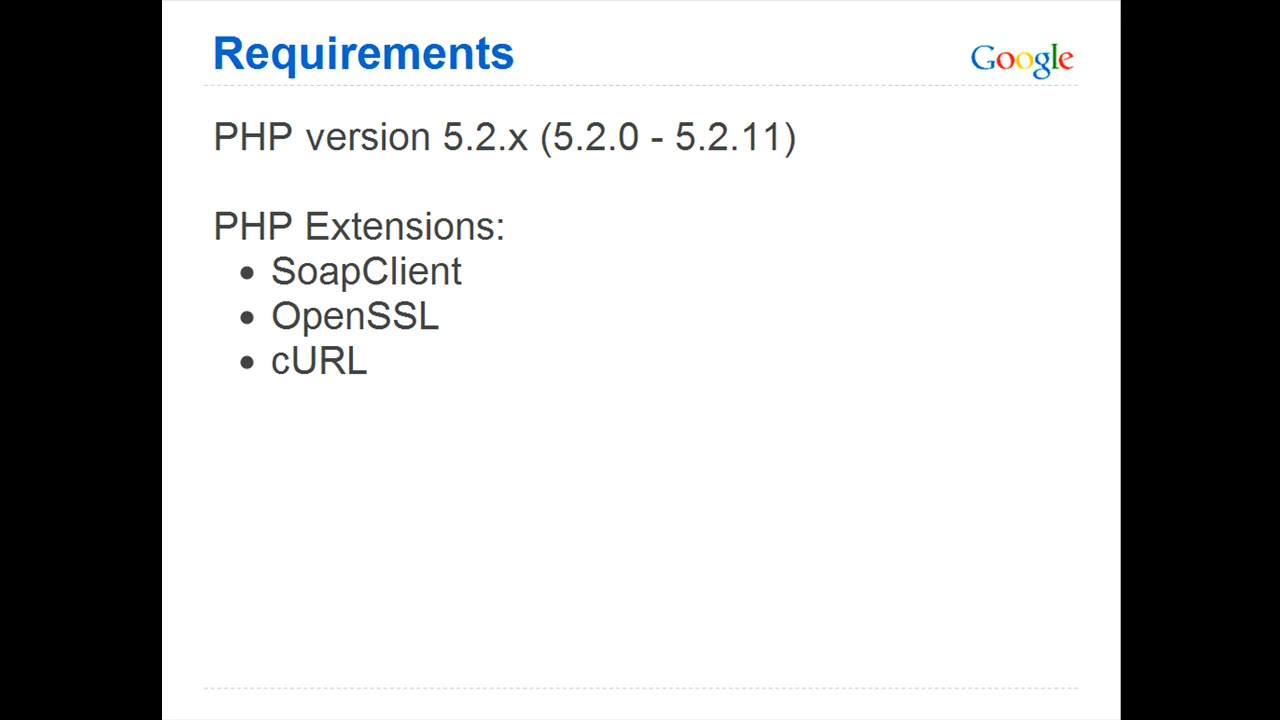 Requirements
Google
PHP version 5.2.x (5.2.0 - 5.2.11)
PHP Extensions:
• SoapClient
• OpenSSL
• cURL